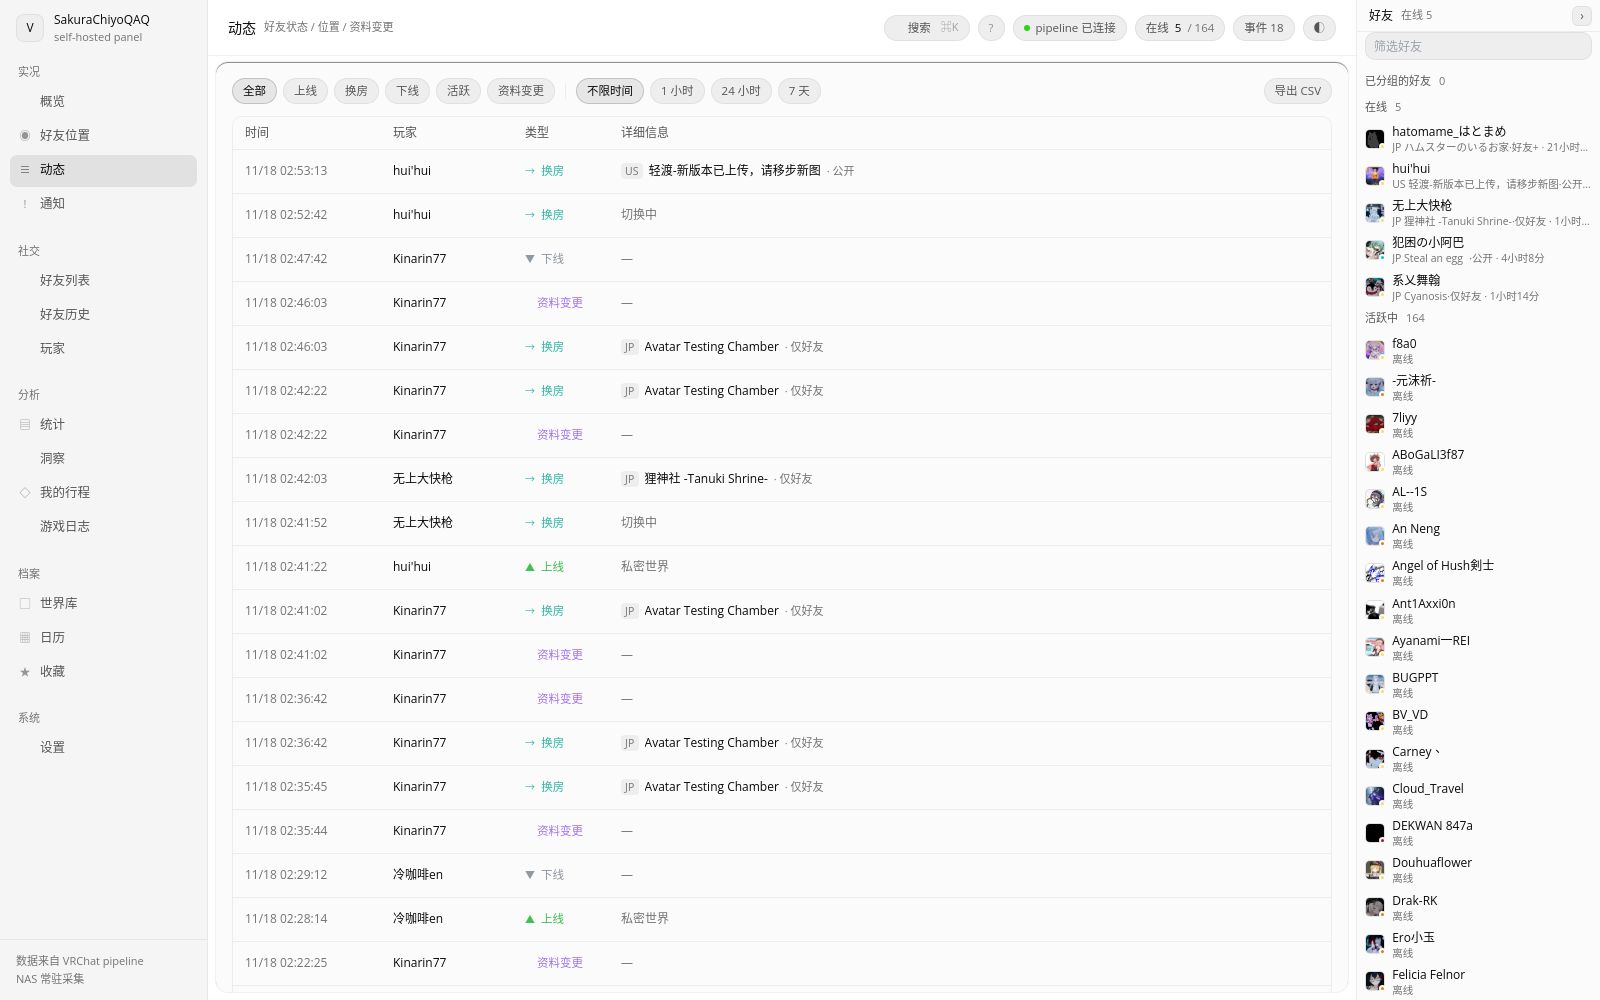 V
SakuraChiyoQAQ
self-hosted panel
实况
概览
好友位置
动态
通知
社交
好友列表
好友历史
玩家
分析
统计
洞察
我的行程
游戏日志
档案
世界库
日历
收藏
系统
设置
数据来自 VRChat pipeline
NAS 常驻采集
动态 好友状态 / 位置 / 资料变更
搜索 ⌘K
?
pipeline 已连接
在线 5 / 164
事件 18
全部 上线 换房 下线 活跃 资料变更 不限时间 1 小时 24 小时 7 天 导出 CSV
时间 玩家 类型 详细信息
11/18 02:53:13 hui'hui → 换房 US 轻渡-新版本已上传，请移步新图 · 公开
11/18 02:52:42 hui'hui → 换房 切换中
11/18 02:47:42 Kinarin77 ▼ 下线 —
11/18 02:46:03 Kinarin77 资料变更 —
11/18 02:46:03 Kinarin77 → 换房 JP Avatar Testing Chamber · 仅好友
11/18 02:42:22 Kinarin77 → 换房 JP Avatar Testing Chamber · 仅好友
11/18 02:42:22 Kinarin77 资料变更 —
11/18 02:42:03 无上大快枪 → 换房 JP 狸神社 -Tanuki Shrine- · 仅好友
11/18 02:41:52 无上大快枪 → 换房 切换中
11/18 02:41:22 hui'hui ▲ 上线 私密世界
11/18 02:41:02 Kinarin77 → 换房 JP Avatar Testing Chamber · 仅好友
11/18 02:41:02 Kinarin77 资料变更 —
11/18 02:36:42 Kinarin77 资料变更 —
11/18 02:36:42 Kinarin77 → 换房 JP Avatar Testing Chamber · 仅好友
11/18 02:35:45 Kinarin77 → 换房 JP Avatar Testing Chamber · 仅好友
11/18 02:35:44 Kinarin77 资料变更 —
11/18 02:29:12 冷咖啡en ▼ 下线 —
11/18 02:28:14 冷咖啡en ▲ 上线 私密世界
11/18 02:22:25 Kinarin77 资料变更 —
好友 在线 5 ›
筛选好友
已分组的好友 0
在线 5
hatomame_はとまめ
JP ハムスターのいるお家·好友+ · 21小时...
hui'hui
US 轻渡-新版本已上传，请移步新图·公开...
无上大快枪
JP 狸神社 -Tanuki Shrine-·仅好友 · 1小时...
犯困の小阿巴
JP Steal an egg ·公开 · 4小时8分
系乂舞翰
JP Cyanosis·仅好友 · 1小时14分
活跃中 164
f8a0
离线
-元沫祈-
离线
7liyy
离线
ABoGaLI3f87
离线
AL--1S
离线
An Neng
离线
Angel of Hush剣士
离线
Ant1Axxi0n
离线
Ayanami一REI
离线
BUGPPT
离线
BV_VD
离线
Carney丶
离线
Cloud_Travel
离线
DEKWAN 847a
离线
Douhuaflower
离线
Drak-RK
离线
Ero小玉
离线
Felicia Felnor
离线